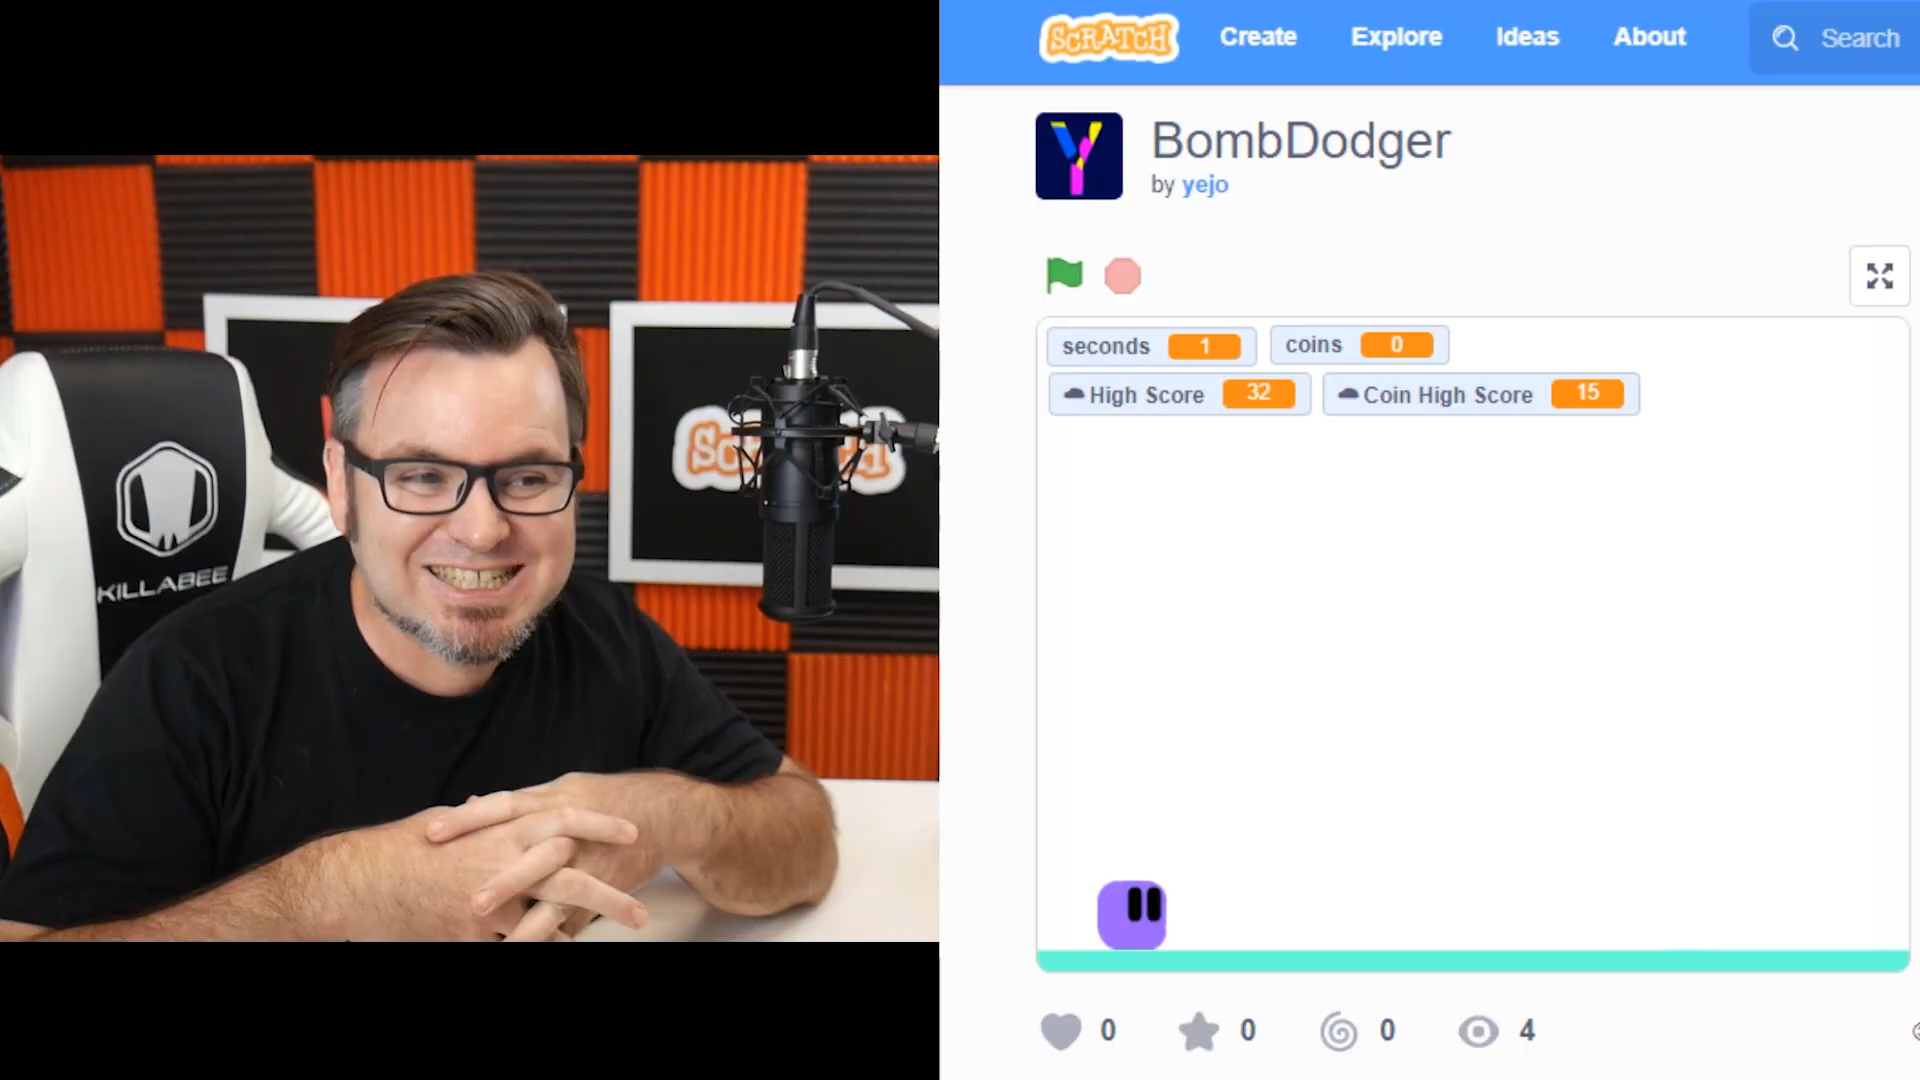 SCRATCH Create Explore Ideas About Search
BombDodger
by yejo
seconds 1 coins 0
High Score 32 Coin High Score 15
KILLABEE
0 0 0 4